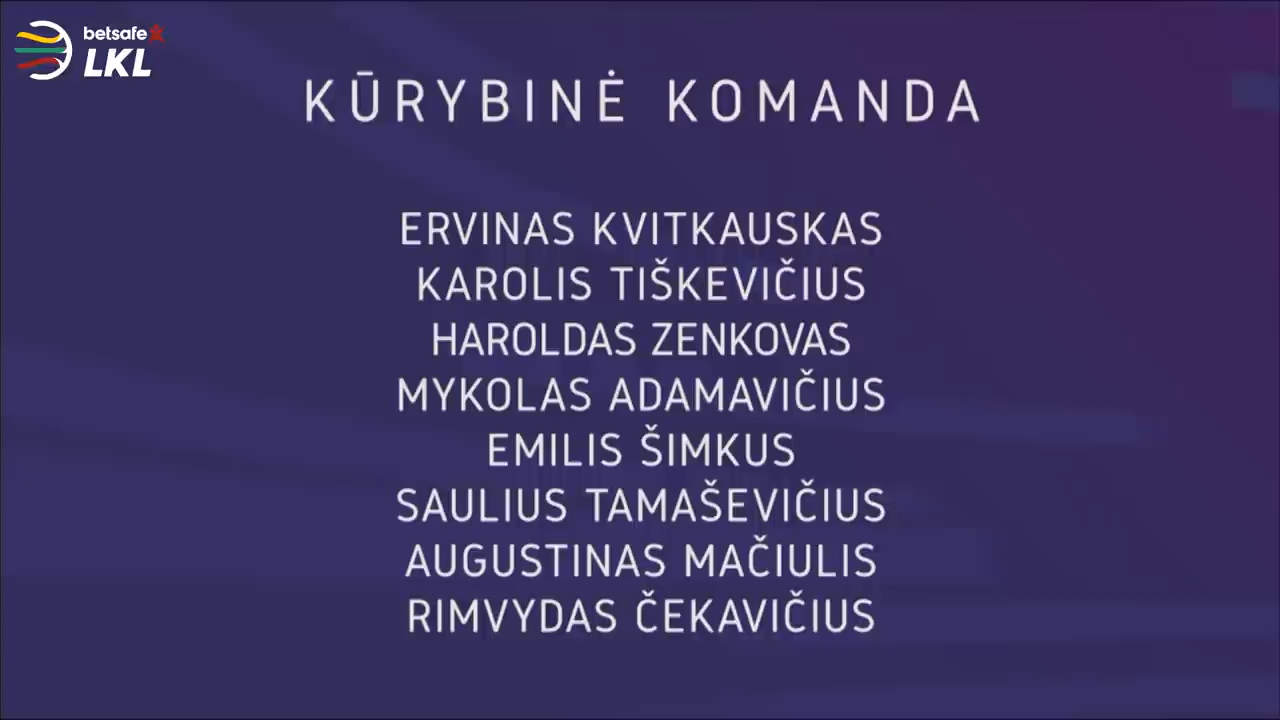 betsafe
LKL
KŪRYBINĖ KOMANDA
ERVINAS KVITKAUSKAS
KAROLIS TIŠKEVIČIUS
HAROLDAS ZENKOVAS
MYKOLAS ADAMAVIČIUS
EMILIS ŠIMKUS
SAULIUS TAMAŠEVIČIUS
AUGUSTINAS MAČIULIS
RIMVYDAS ČEKAVIČIUS